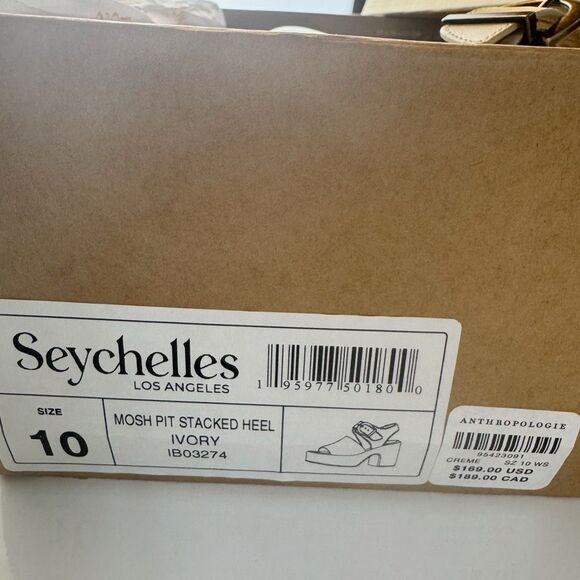 Seychelles
LOS ANGELES
1 95977 50180 0
SIZE
10
MOSH PIT STACKED HEEL
IVORY
IB03274
ANTHROPOLOGIE
95423091
CREME SZ 10 WS
$169.00 USD
$189.00 CAD